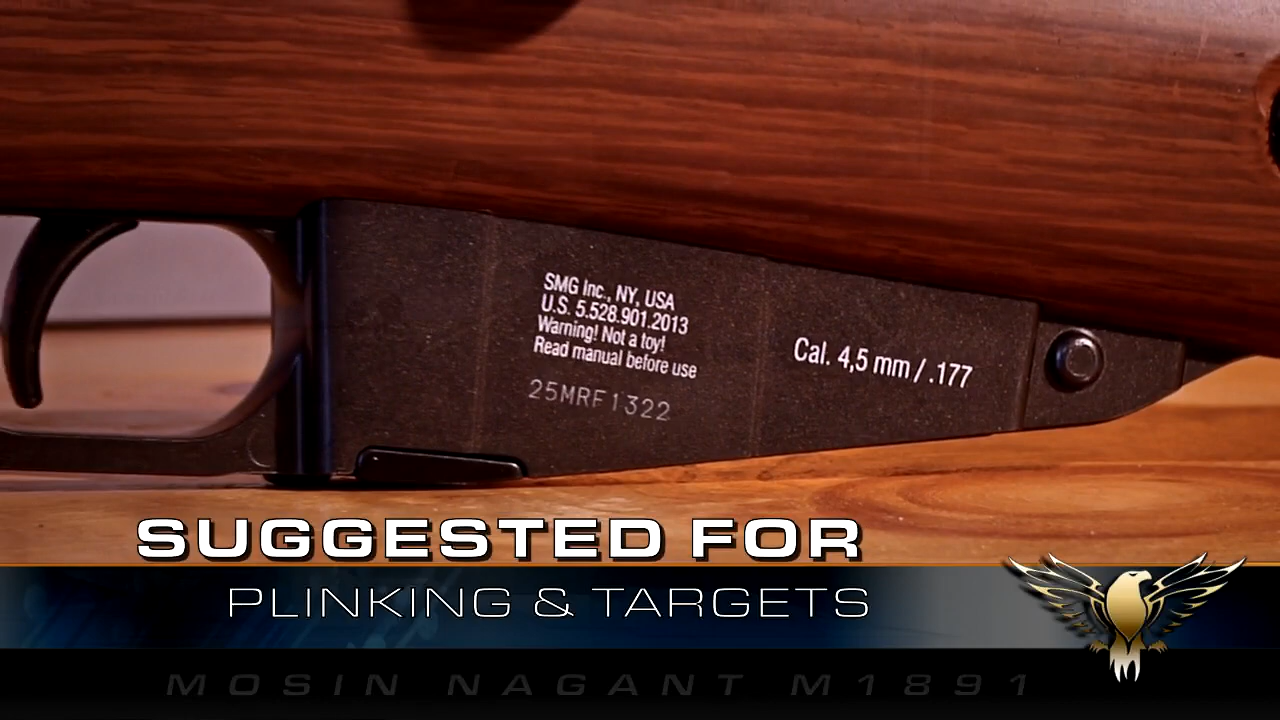 SMG Inc., NY, USA
U.S. 5.528.901.2013
Warning! Not a toy!
Read manual before use
25MRF1322
Cal. 4,5 mm / .177
SUGGESTED FOR
PLINKING & TARGETS
MOSIN NAGANT M1891